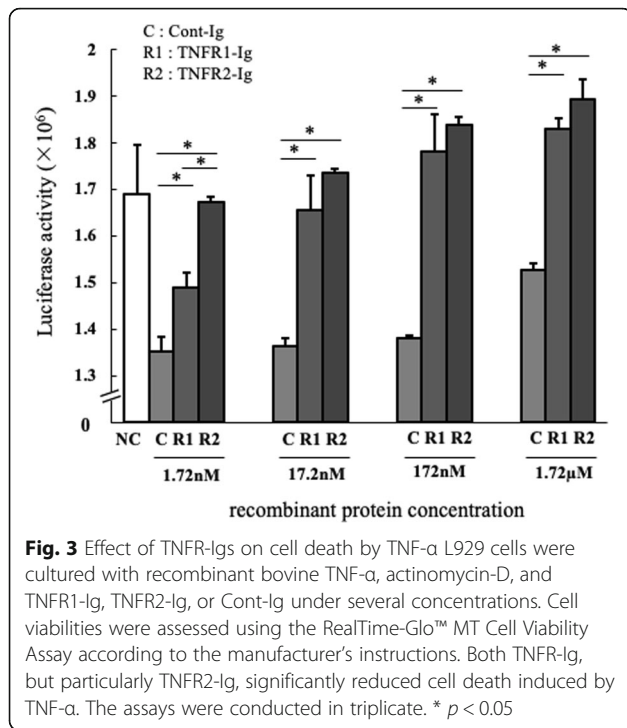 C : Cont-Ig
R1 : TNFR1-Ig
R2 : TNFR2-Ig
Luciferase activity (×10⁶)
2
1.9
1.8
1.7
1.6
1.5
1.4
1.3
0
* * *
* *
* *
* *
NC C R1 R2 C R1 R2 C R1 R2 C R1 R2
1.72nM 17.2nM 172nM 1.72µM
recombinant protein concentration
Fig. 3 Effect of TNFR-Igs on cell death by TNF-α L929 cells were
cultured with recombinant bovine TNF-α, actinomycin-D, and
TNFR1-Ig, TNFR2-Ig, or Cont-Ig under several concentrations. Cell
viabilities were assessed using the RealTime-Glo™ MT Cell Viability
Assay according to the manufacturer's instructions. Both TNFR-Ig,
but particularly TNFR2-Ig, significantly reduced cell death induced by
TNF-α. The assays were conducted in triplicate. * p < 0.05